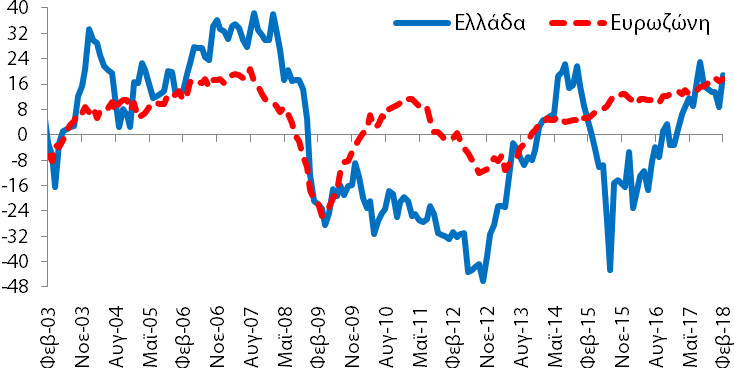 40
32
24
16
8
0
-8
-16
-24
-32
-40
-48
Ελλάδα
Ευρωζώνη
Φεβ-03
Νοε-03
Αυγ-04
Μαϊ-05
Φεβ-06
Νοε-06
Αυγ-07
Μαϊ-08
Φεβ-09
Νοε-09
Αυγ-10
Μαϊ-11
Φεβ-12
Νοε-12
Αυγ-13
Μαϊ-14
Φεβ-15
Νοε-15
Αυγ-16
Μαϊ-17
Φεβ-18